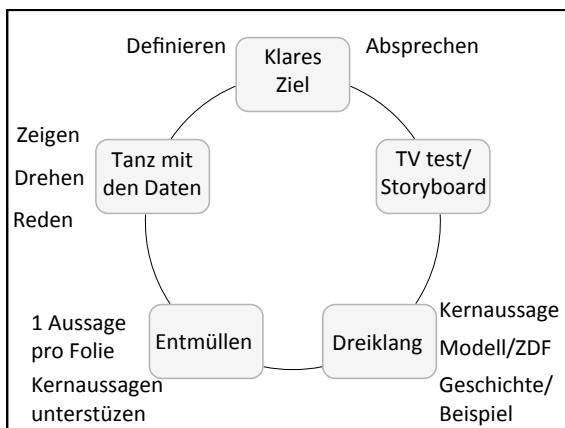 Definieren
Klares
Ziel
Absprechen
TV test/
Storyboard
Kernaussage
Dreiklang
Modell/ZDF
Geschichte/
Beispiel
Entmüllen
1 Aussage
pro Folie
Kernaussagen
unterstüzen
Tanz mit
den Daten
Zeigen
Drehen
Reden